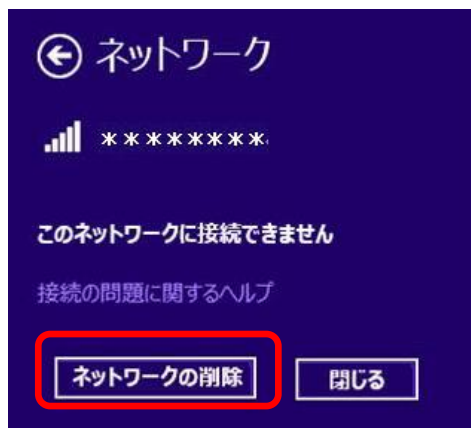 ネットワーク
********
このネットワークに接続できません
接続の問題に関するヘルプ
ネットワークの削除 閉じる